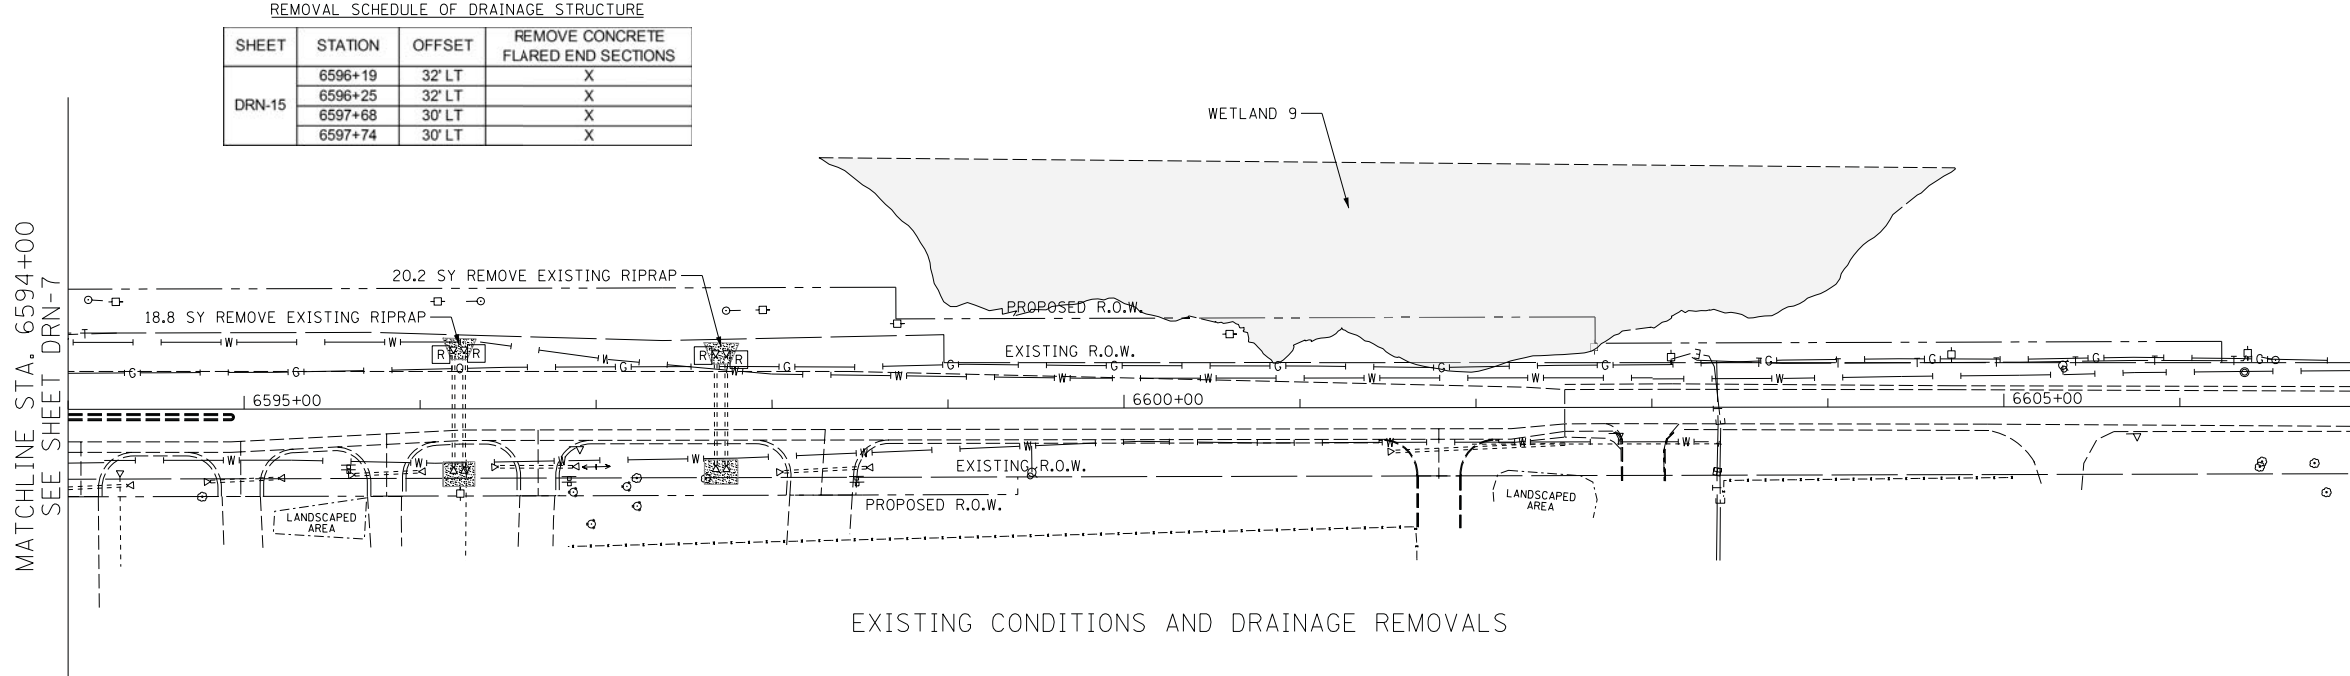 REMOVAL SCHEDULE OF DRAINAGE STRUCTURE
SHEET STATION OFFSET REMOVE CONCRETE FLARED END SECTIONS
DRN-15 6596+19 32' LT X
6596+25 32' LT X
6597+68 30' LT X
6597+74 30' LT X
WETLAND 9
MATCHLINE STA. 6594+00
SEE SHEET DRN-7
20.2 SY REMOVE EXISTING RIPRAP
18.8 SY REMOVE EXISTING RIPRAP
PROPOSED R.O.W.
EXISTING R.O.W.
R R R R
6595+00 6600+00 6605+00
EXISTING R.O.W.
PROPOSED R.O.W.
LANDSCAPED
AREA
LANDSCAPED
AREA
EXISTING CONDITIONS AND DRAINAGE REMOVALS